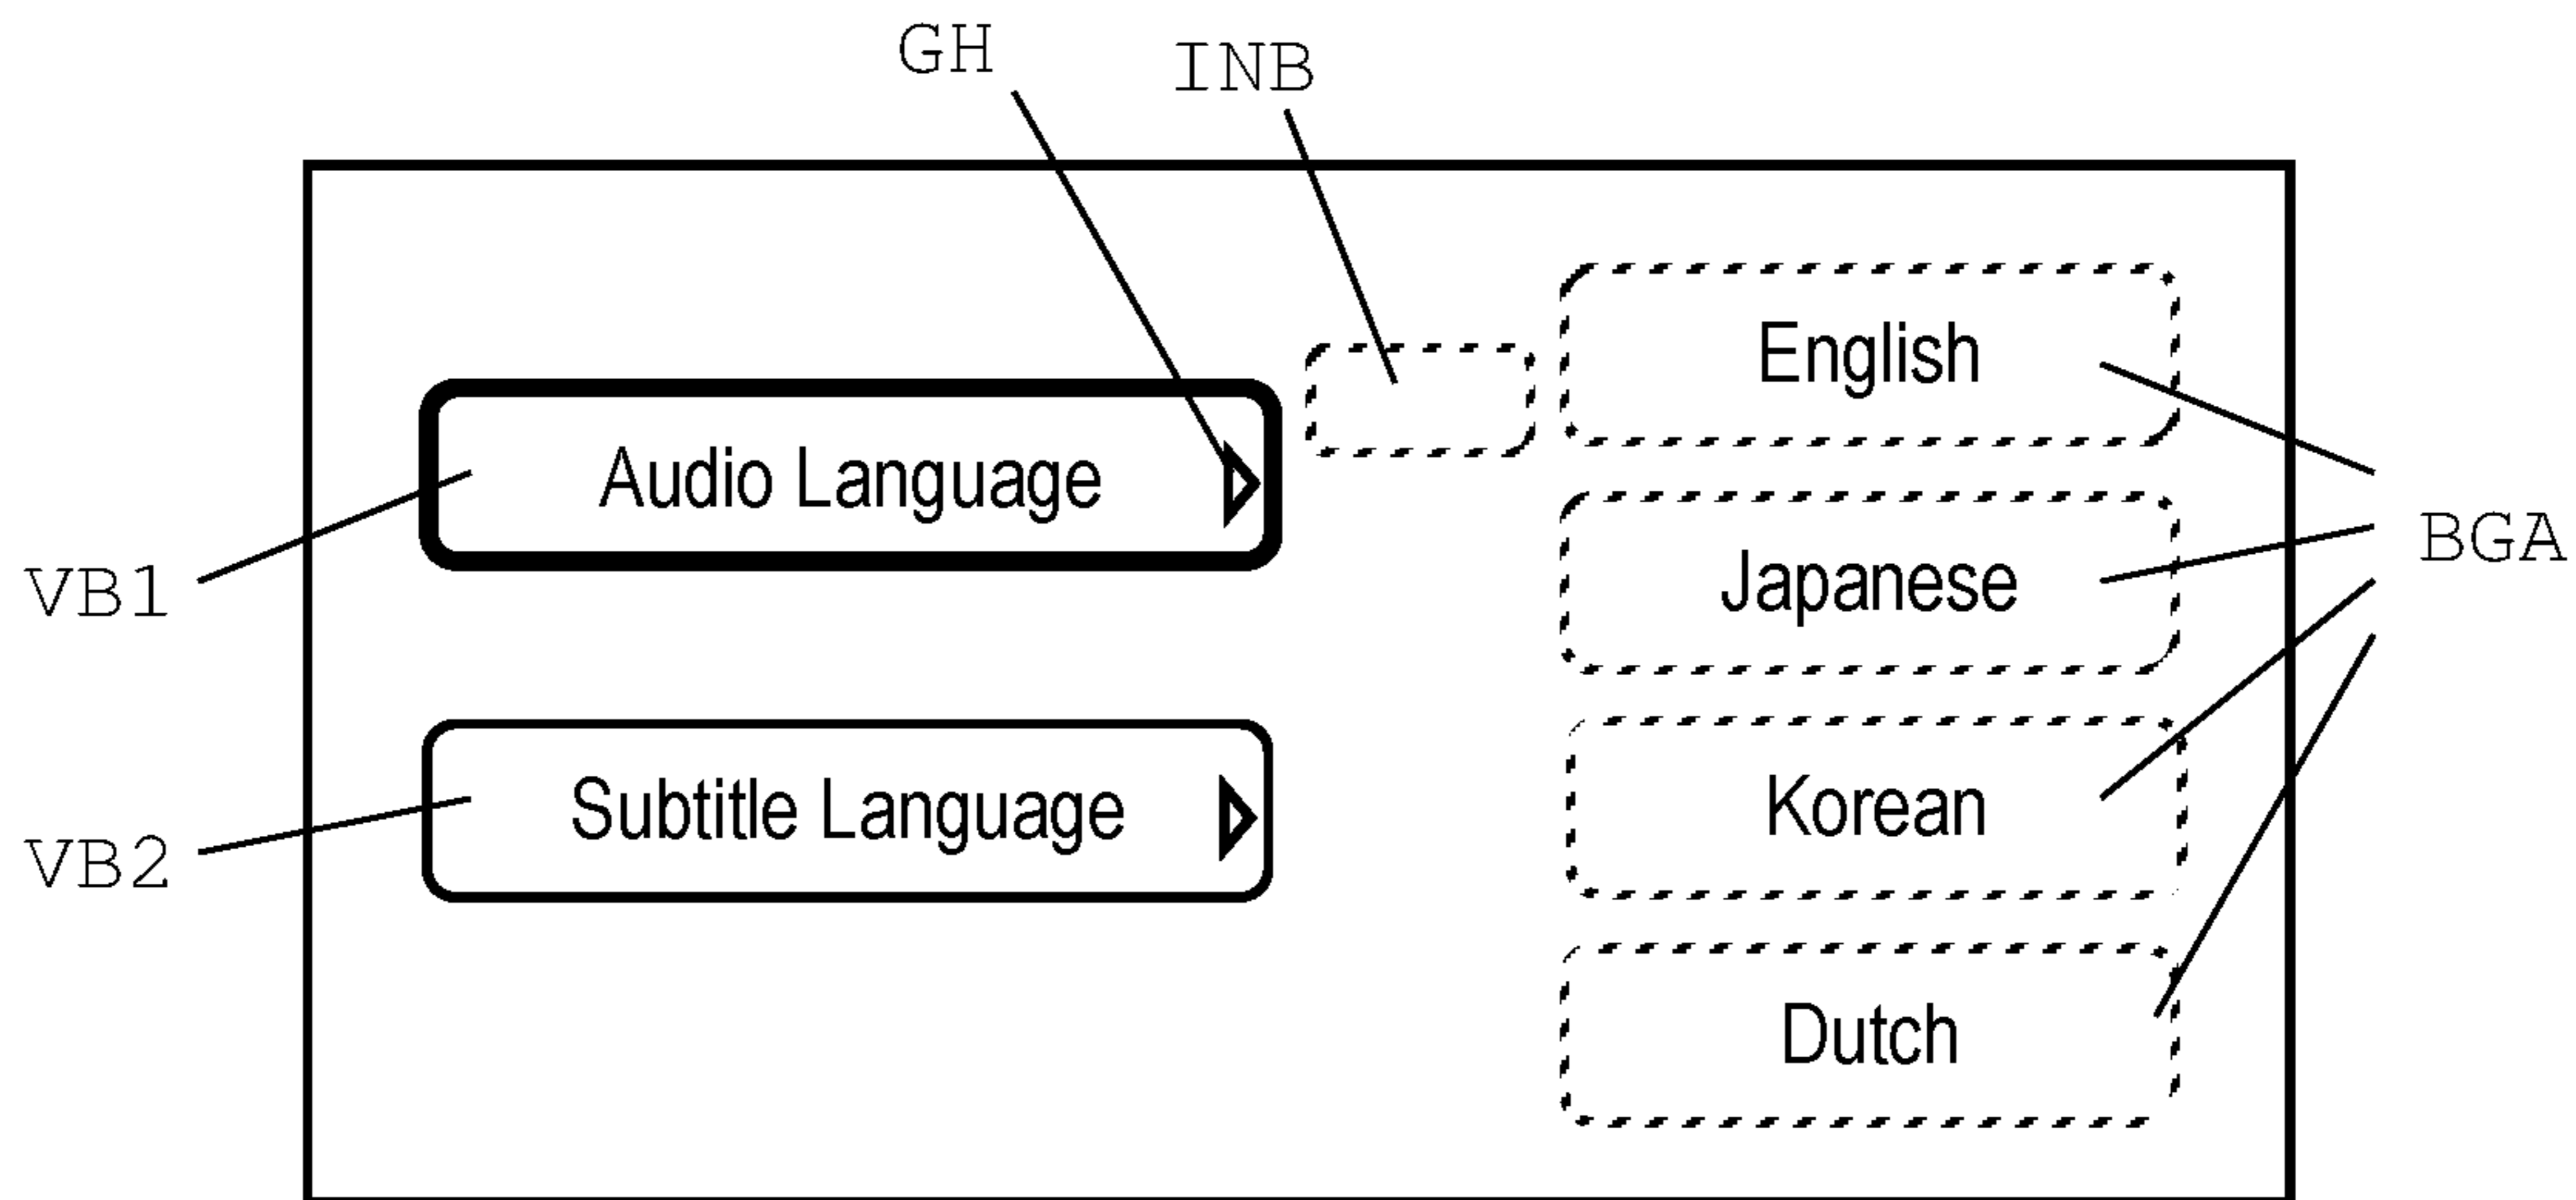 GH
INB
English
Audio Language
Japanese
BGA
VB1
Subtitle Language
Korean
VB2
Dutch